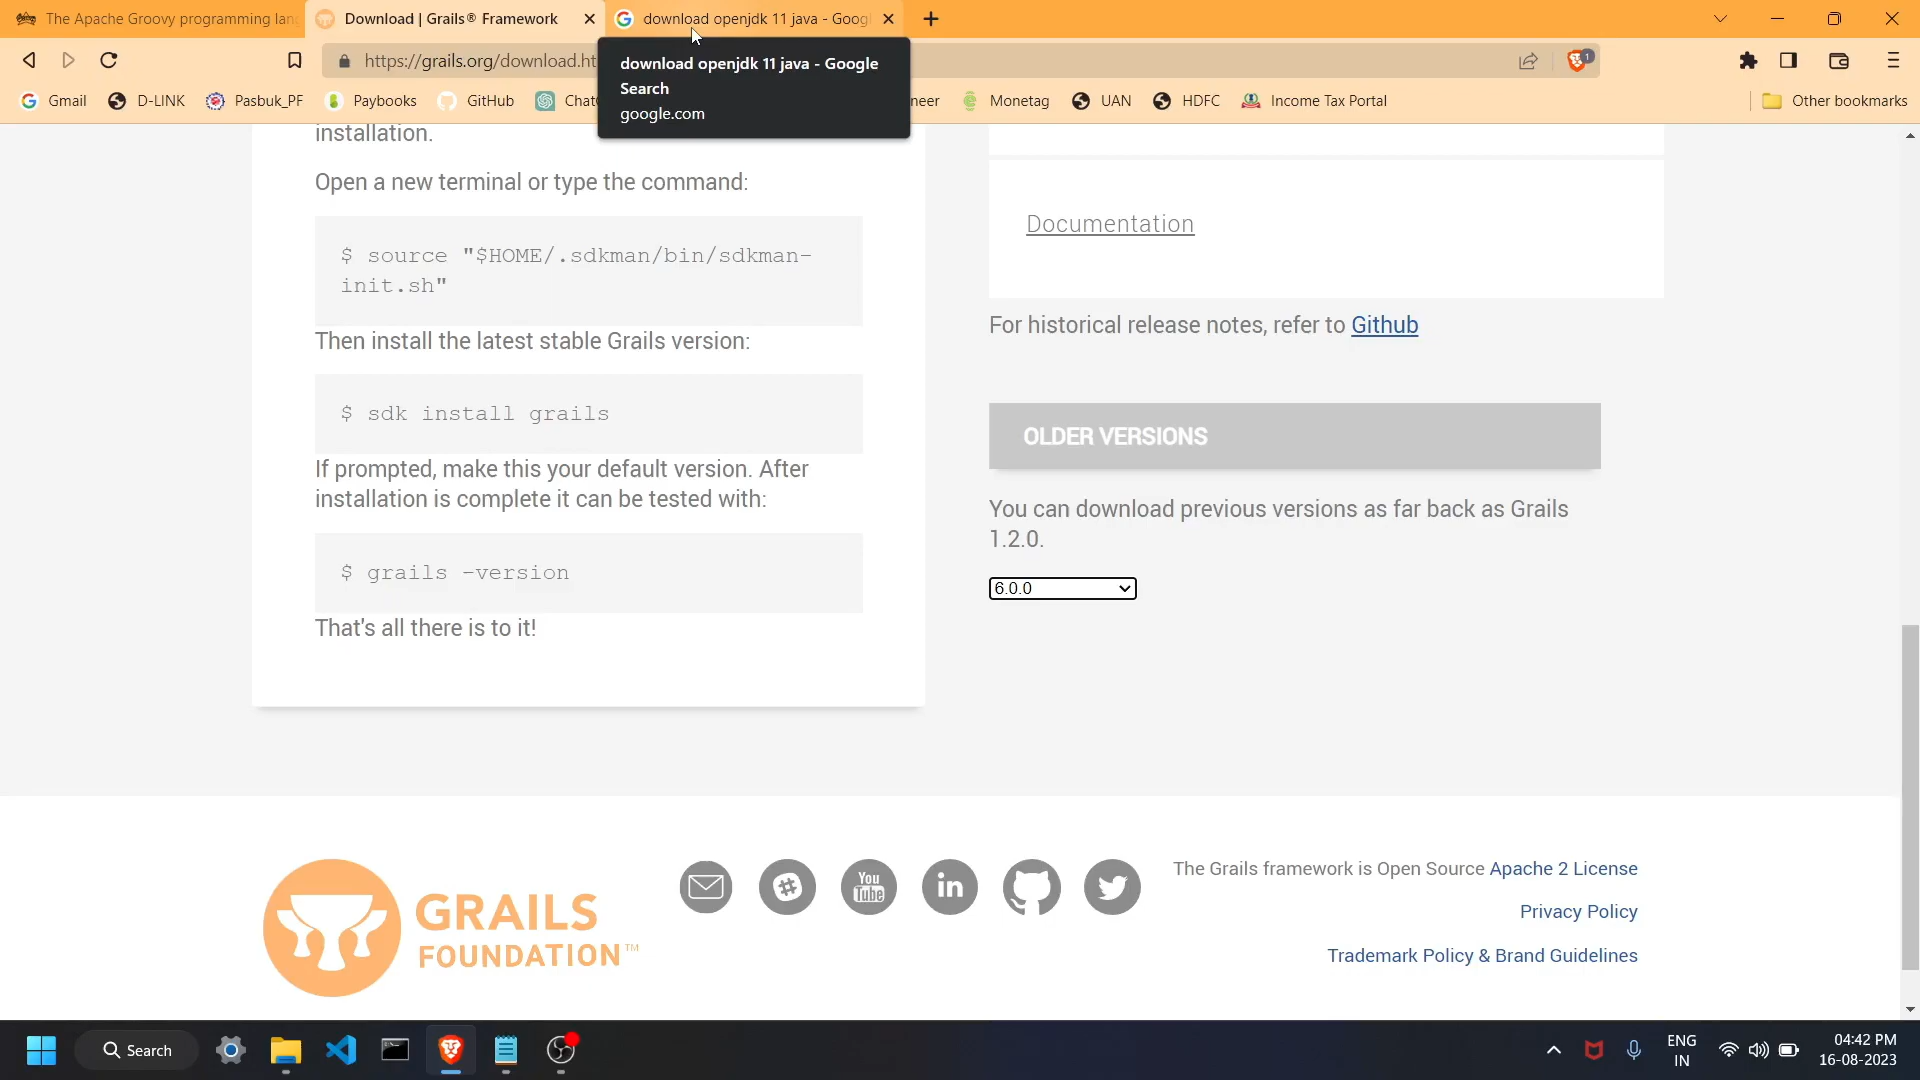 The Apache Groovy programming lan
Download | Grails® Framework
download openjdk 11 java - Goog
https://grails.org/download.ht
1
download openjdk 11 java - Google
Search
google.com
Gmail
D-LINK
Pasbuk_PF
Paybooks
GitHub
Chat
neer
Monetag
UAN
HDFC
Income Tax Portal
Other bookmarks
installation.
Open a new terminal or type the command:
$ source "$HOME/.sdkman/bin/sdkman-
init.sh"
Then install the latest stable Grails version:
$ sdk install grails
If prompted, make this your default version. After
installation is complete it can be tested with:
$ grails -version
That's all there is to it!
Documentation
For historical release notes, refer to Github
OLDER VERSIONS
You can download previous versions as far back as Grails
1.2.0.
6.0.0
GRAILS
FOUNDATION™
You
Tube
in
The Grails framework is Open Source Apache 2 License
Privacy Policy
Trademark Policy & Brand Guidelines
Search
ENG
IN
04:42 PM
16-08-2023